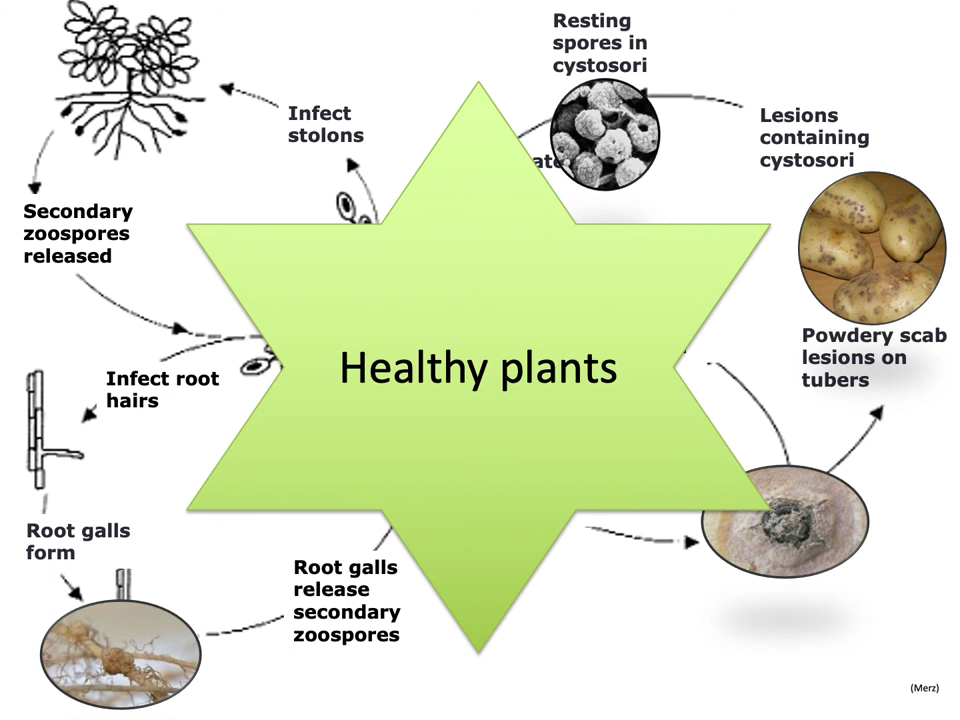 Resting
spores in
cystosori
Infect
stolons
Lesions
containing
cystosori
Secondary
zoospores
released
Healthy plants
Powdery scab
lesions on
tubers
Infect root
hairs
Root galls
form
Root galls
release
secondary
zoospores
(Merz)